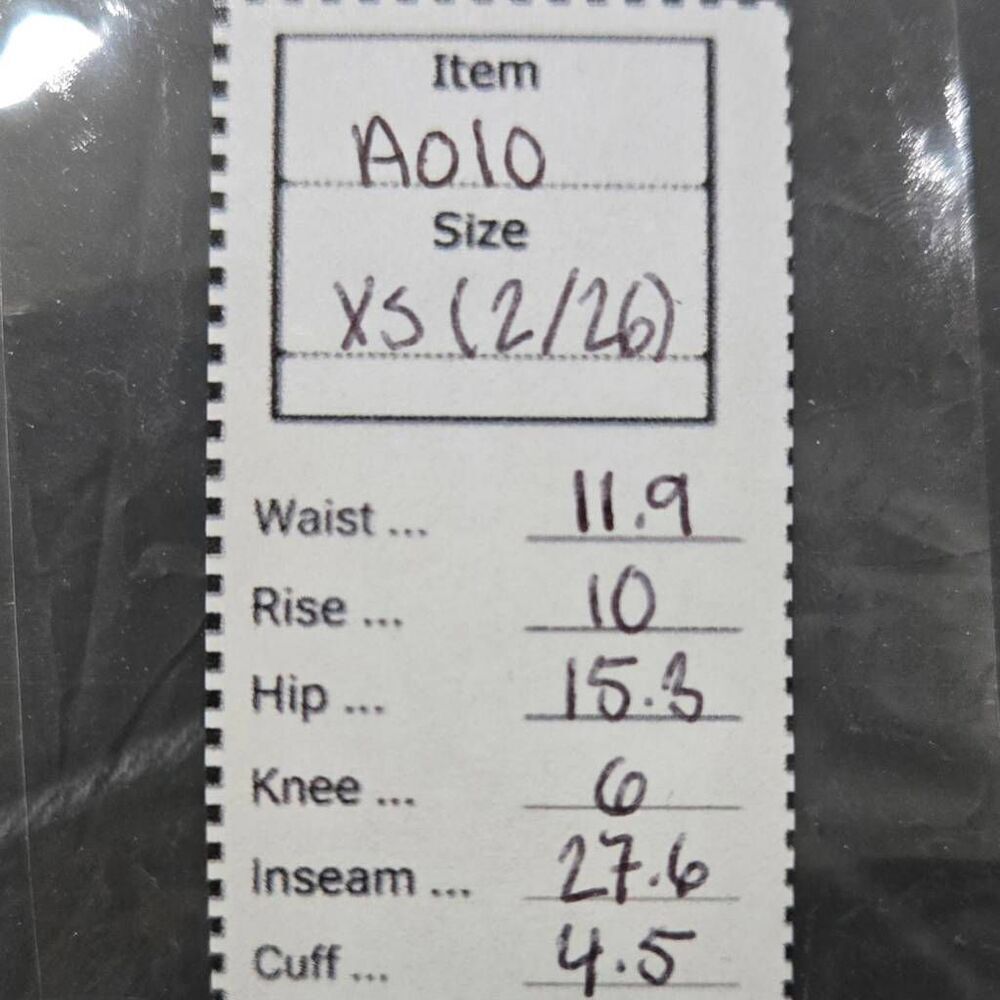 Item
A010
Size
XS (2/26)
Waist ... 11.9
Rise ... 10
Hip ... 15.3
Knee ... 6
Inseam ... 27.6
Cuff ... 4.5